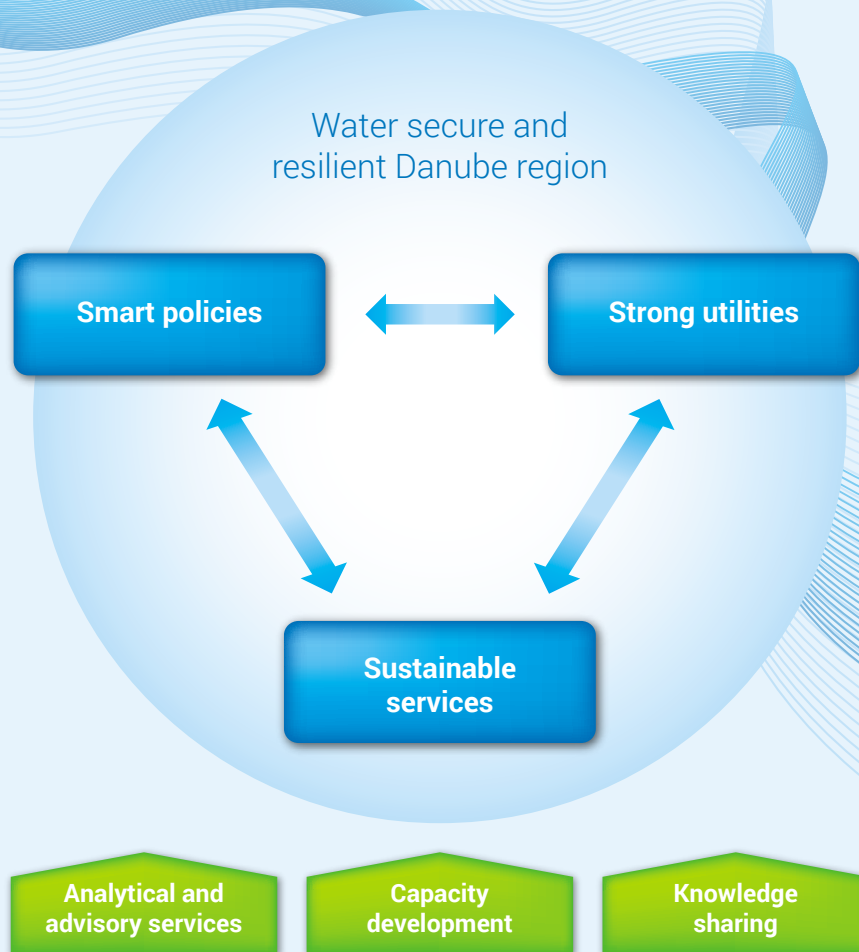 Water secure and
resilient Danube region
Smart policies
Strong utilities
Sustainable
services
Analytical and
advisory services
Capacity
development
Knowledge
sharing